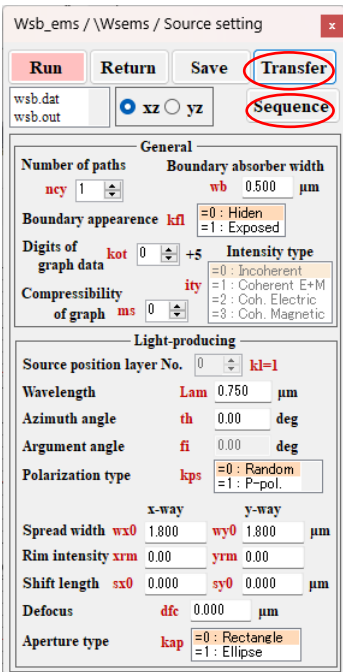 Wsb_ems / \Wsems / Source setting x
Run Return Save Transfer
wsb.dat
wsb.out
xz yz Sequence
General
Number of paths
ncy 1
Boundary absorber width
wb 0.500 μm
Boundary appearence kfl =0 : Hiden
=1 : Exposed
Digits of
graph data kot 0 +5
Intensity type
ity =0 : Incoherent
=1 : Coherent E+M
=2 : Coh. Electric
=3 : Coh. Magnetic
Compressibility
of graph ms 0
Light-producing
Source position layer No. 0 kl=1
Wavelength Lam 0.750 μm
Azimuth angle th 0.00 deg
Argument angle fi 0.00 deg
Polarization type kps =0 : Random
=1 : P-pol.
x-way y-way
Spread width wx0 1.800 wy0 1.800 μm
Rim intensity xrm 0.00 yrm 0.00
Shift length sx0 0.000 sy0 0.000 μm
Defocus dfc 0.000 μm
Aperture type kap =0 : Rectangle
=1 : Ellipse